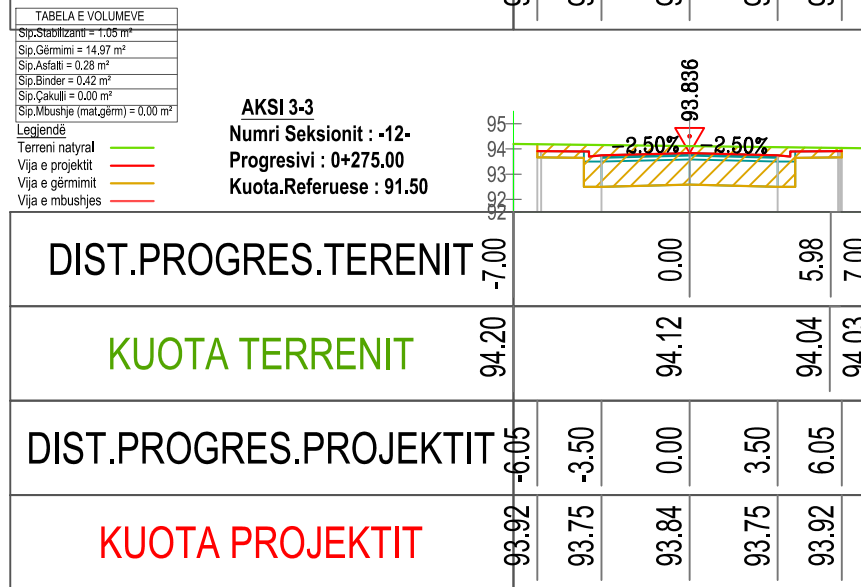 TABELA E VOLUMEVE
Sip.Stabilizanti = 1.05 m²
Sip.Gërmimi = 14.97 m²
Sip.Asfalti = 0.28 m²
Sip.Binder = 0.42 m²
Sip.Çakulli = 0.00 m²
Sip.Mbushje (mat.gërm) = 0.00 m²
Legjendë
Terreni natyral
Vija e projektit
Vija e gërmimit
Vija e mbushjes
AKSI 3-3
Numri Seksionit : -12-
Progresivi : 0+275.00
Kuota.Referuese : 91.50
93.836
-2.50% -2.50%
95
94
93
92
92
DIST.PROGRES.TERENIT -7.00 0.00 5.98 7.00
KUOTA TERRENIT 94.20 94.12 94.04 94.03
DIST.PROGRES.PROJEKTIT -6.05 -3.50 0.00 3.50 6.05
KUOTA PROJEKTIT 93.92 93.75 93.84 93.75 93.92